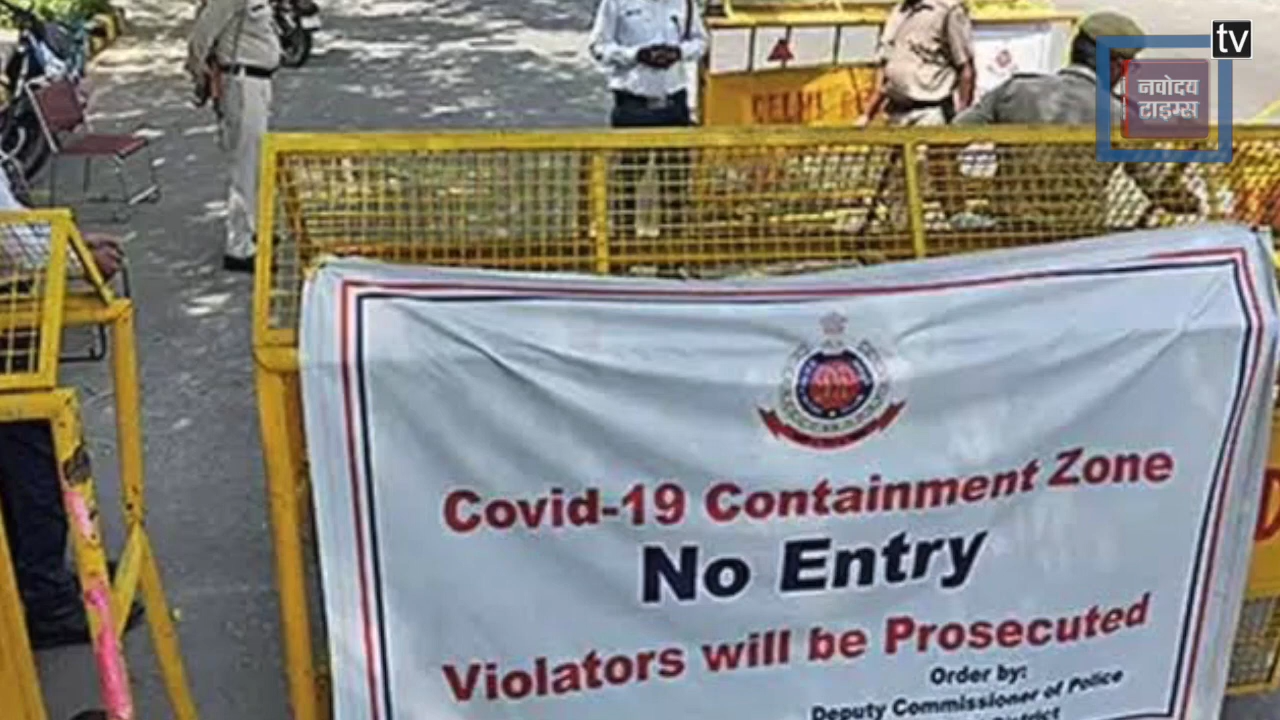 tv
नवोदय
टाइम्स
DELHI
Covid-19 Containment Zone
No Entry
Violators will be Prosecuted
Order by:
Deputy Commissioner of Police
District